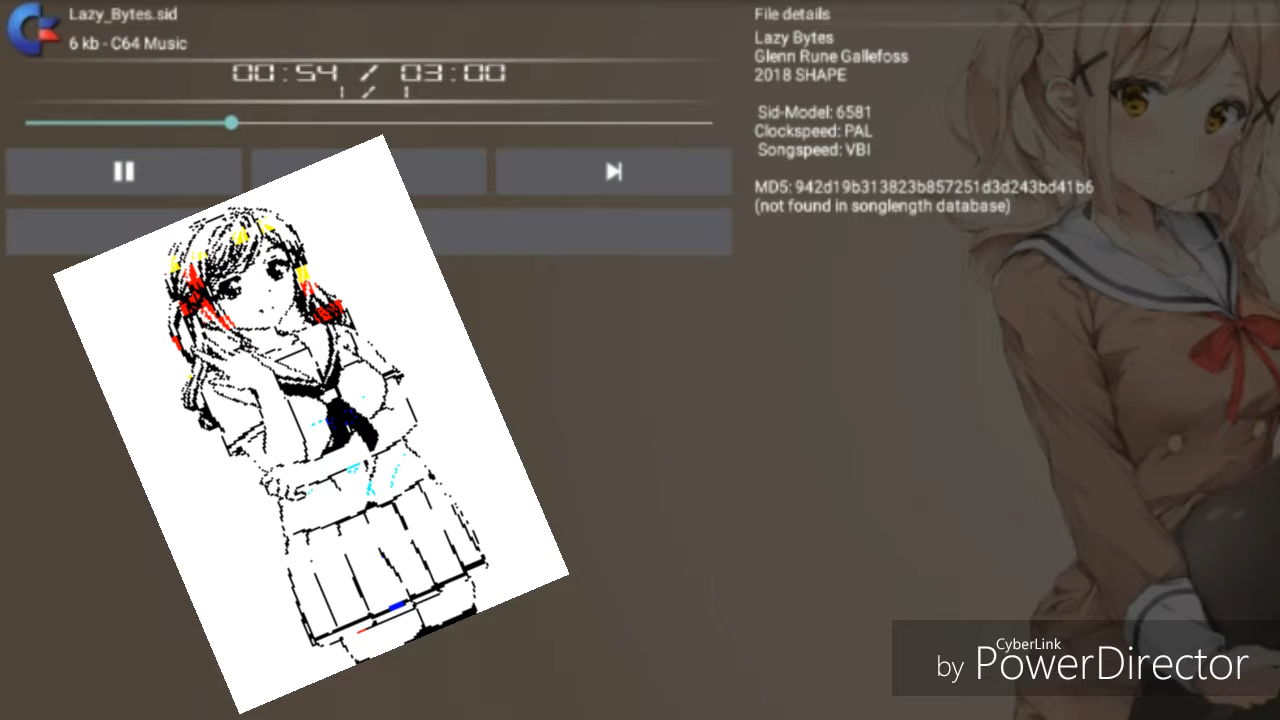 Lazy_Bytes.sid
6 kb - C64 Music
00:54 / 03:00
1 / 1
File details
Lazy Bytes
Glenn Rune Gallefoss
2018 SHAPE
Sid-Model: 6581
Clockspeed: PAL
Songspeed: VBI
MD5: 942d19b313823b857251d3d243bd41b6
(not found in songlength database)
CyberLink
by PowerDirector